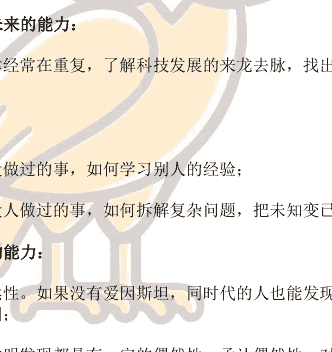 未来的能力：
经常在重复，了解科技发展的来龙去脉，找出
做过的事，如何学习别人的经验；
人做过的事，如何拆解复杂问题，把未知变已
能力：
性。如果没有爱因斯坦，同时代的人也能发现